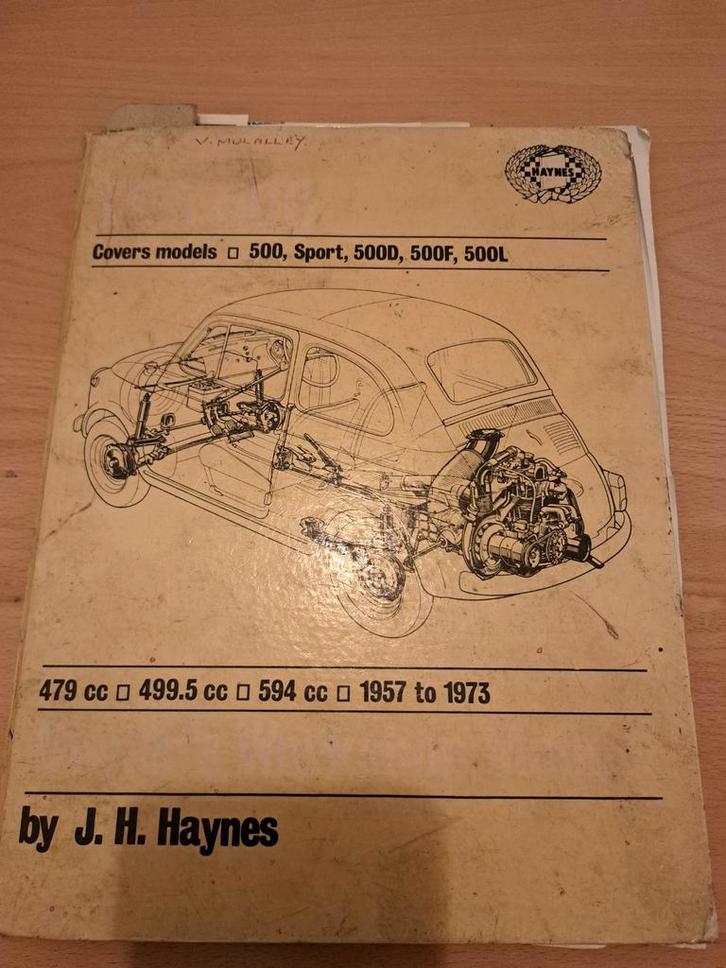 V. MULALLEY.
HAYNES
Covers models □ 500, Sport, 500D, 500F, 500L
479 cc □ 499.5 cc □ 594 cc □ 1957 to 1973
by J. H. Haynes